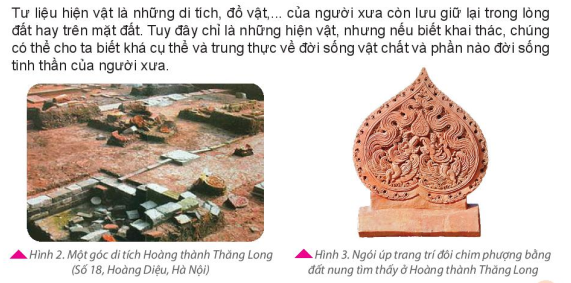 Tư liệu hiện vật là những di tích, đồ vật,... của người xưa còn lưu giữ lại trong lòng
đất hay trên mặt đất. Tuy đây chỉ là những hiện vật, nhưng nếu biết khai thác, chúng
có thể cho ta biết khá cụ thể và trung thực về đời sống vật chất và phần nào đời sống
tinh thần của người xưa.
Hình 2. Một góc di tích Hoàng thành Thăng Long
(Số 18, Hoàng Diệu, Hà Nội)
Hình 3. Ngói úp trang trí đôi chim phượng bằng
đất nung tìm thấy ở Hoàng thành Thăng Long